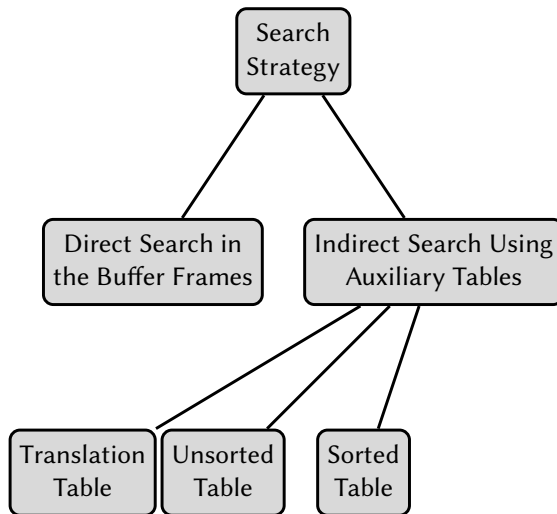 Search
Strategy
Direct Search in
the Buffer Frames
Indirect Search Using
Auxiliary Tables
Translation
Table
Unsorted
Table
Sorted
Table